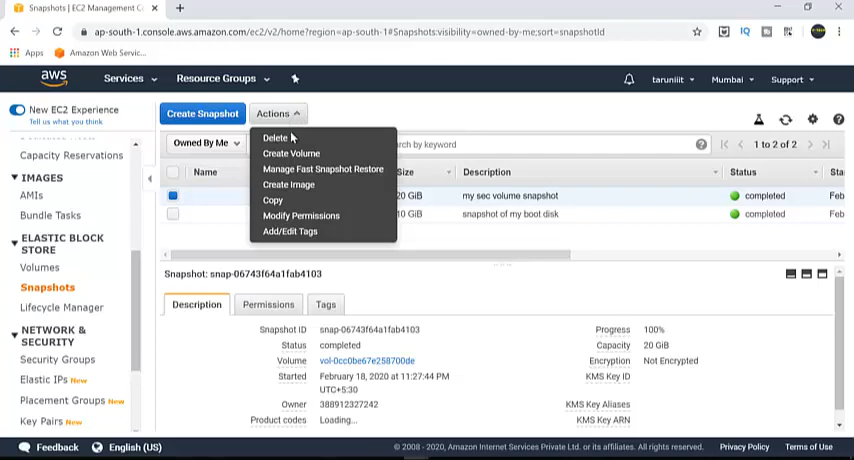 Snapshots | EC2 Management Co
ap-south-1.console.aws.amazon.com/ec2/v2/home?region=ap-south-1#Snapshots:visibility=owned-by-me;sort=snapshotId
Apps Amazon Web Servic...
aws Services Resource Groups taruniiit Mumbai Support
New EC2 Experience
Tell us what you think
Capacity Reservations
IMAGES
AMIs
Bundle Tasks
ELASTIC BLOCK
STORE
Volumes
Snapshots
Lifecycle Manager
NETWORK &
SECURITY
Security Groups
Elastic IPs New
Placement Groups New
Key Pairs New
Create Snapshot Actions
Delete
Create Volume
Manage Fast Snapshot Restore
Create Image
Copy
Modify Permissions
Add/Edit Tags
Owned By Me rch by keyword 1 to 2 of 2
Name Size Description Status Sta
20 GiB my sec volume snapshot completed Feb
10 GiB snapshot of my boot disk completed Feb
Snapshot: snap-06743f64a1fab4103
Description Permissions Tags
Snapshot ID snap-06743f64a1fab4103 Progress 100%
Status completed Capacity 20 GiB
Volume vol-0cc0be67e258700de Encryption Not Encrypted
Started February 18, 2020 at 11:27:44 PM KMS Key ID
UTC+5:30
Owner 388912327242 KMS Key Aliases
Product codes Loading... KMS Key ARN
Feedback English (US) © 2008 - 2020, Amazon Internet Services Private Ltd. or its affiliates. All rights reserved. Privacy Policy Terms of Use